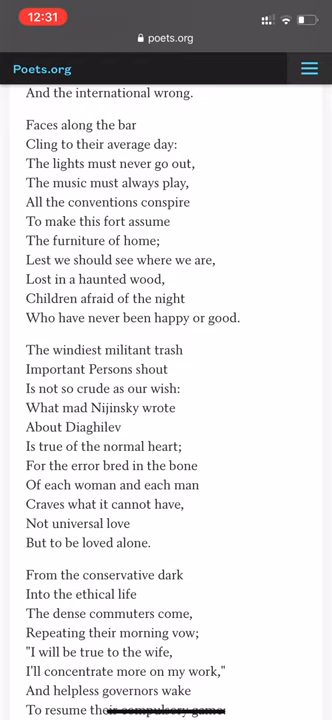 12:31
poets.org
Poets.org
And the international wrong.
Faces along the bar
Cling to their average day:
The lights must never go out,
The music must always play,
All the conventions conspire
To make this fort assume
The furniture of home;
Lest we should see where we are,
Lost in a haunted wood,
Children afraid of the night
Who have never been happy or good.
The windiest militant trash
Important Persons shout
Is not so crude as our wish:
What mad Nijinsky wrote
About Diaghilev
Is true of the normal heart;
For the error bred in the bone
Of each woman and each man
Craves what it cannot have,
Not universal love
But to be loved alone.
From the conservative dark
Into the ethical life
The dense commuters come,
Repeating their morning vow;
"I will be true to the wife,
I'll concentrate more on my work,"
And helpless governors wake
To resume their compulsory game: